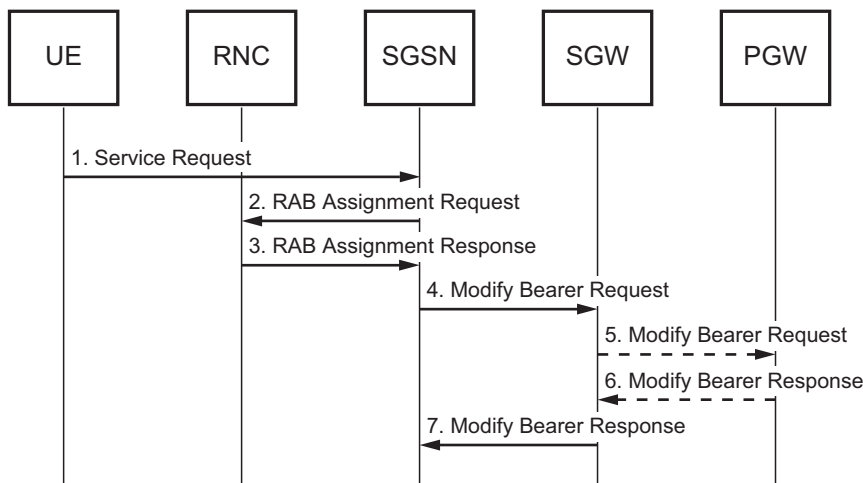 UE
RNC
SGSN
SGW
PGW
1. Service Request
2. RAB Assignment Request
3. RAB Assignment Response
4. Modify Bearer Request
5. Modify Bearer Request
6. Modify Bearer Response
7. Modify Bearer Response